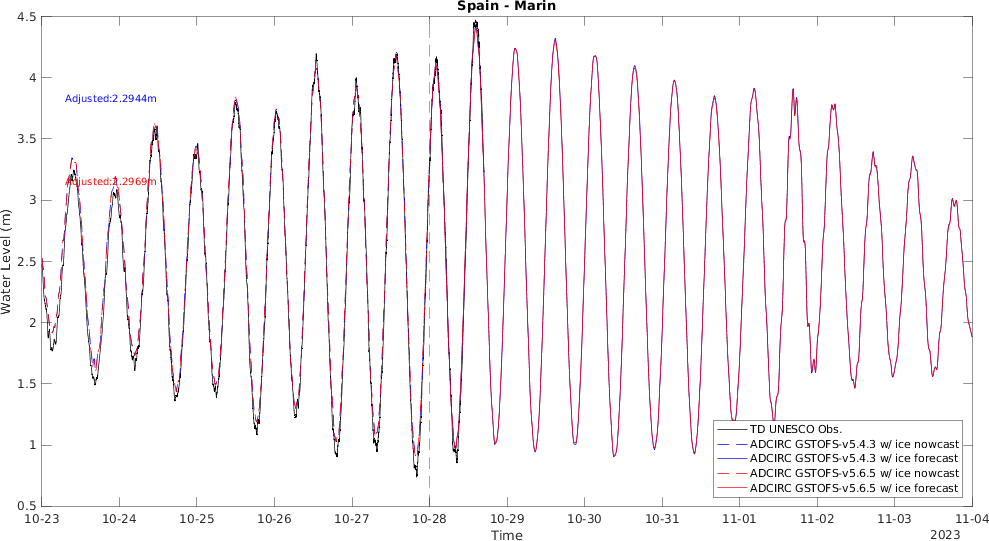 Spain - Marin
4.5
4
3.5
3
2.5
2
1.5
1
0.5
Water Level (m)
Adjusted:2.2944m
Adjusted:2.2969m
TD UNESCO Obs.
ADCIRC GSTOFS-v5.4.3 w/ ice nowcast
ADCIRC GSTOFS-v5.4.3 w/ ice forecast
ADCIRC GSTOFS-v5.6.5 w/ ice nowcast
ADCIRC GSTOFS-v5.6.5 w/ ice forecast
10-23 10-24 10-25 10-26 10-27 10-28 10-29 10-30 10-31 11-01 11-02 11-03 11-04
Time
2023